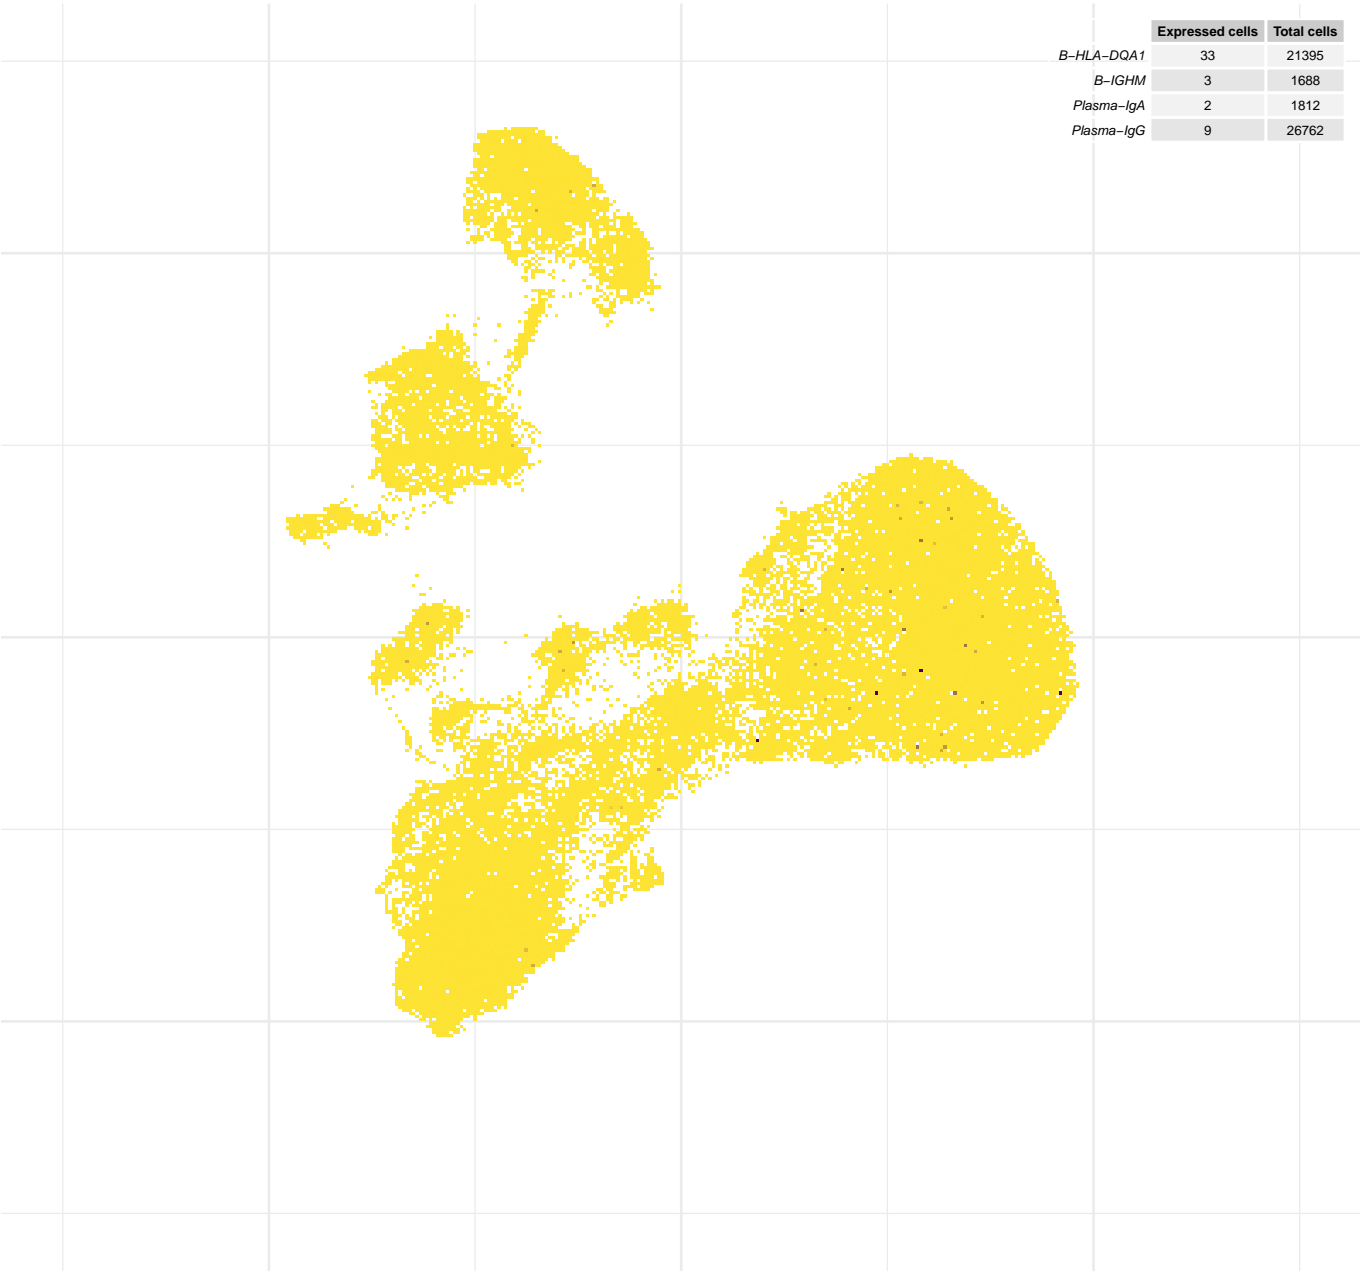 Expressed cells Total cells
B−HLA−DQA1 33 21395
B−IGHM 3 1688
Plasma−IgA 2 1812
Plasma−IgG 9 26762